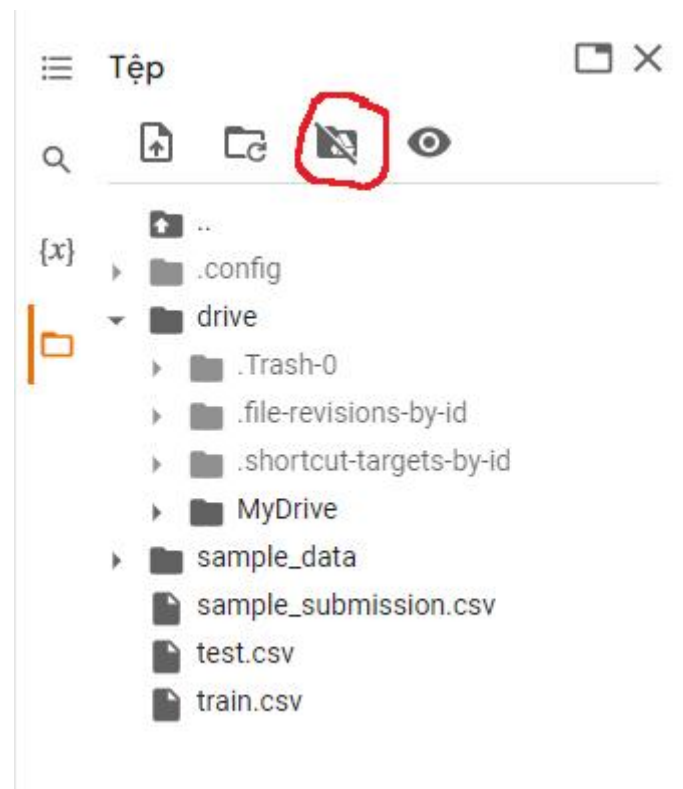 Tệp
..
{x}
.config
drive
.Trash-0
.file-revisions-by-id
.shortcut-targets-by-id
MyDrive
sample_data
sample_submission.csv
test.csv
train.csv